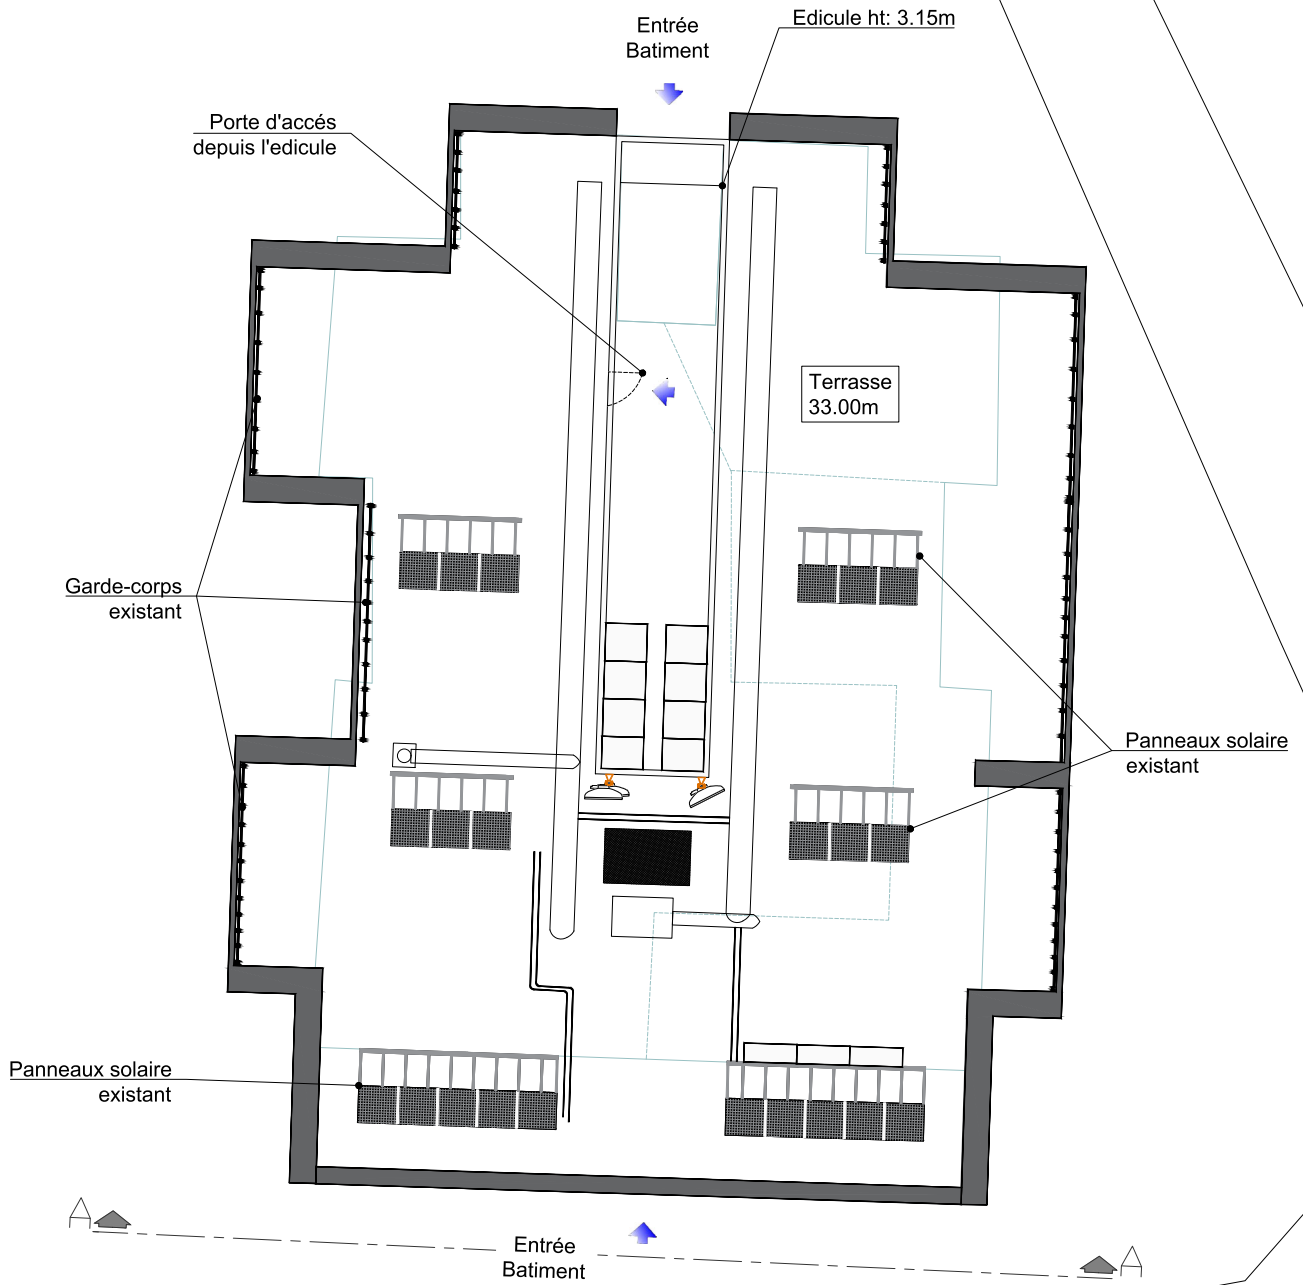 Entrée
Batiment
Edicule ht: 3.15m
Porte d'accés
depuis l'edicule
Terrasse
33.00m
Garde-corps
existant
Panneaux solaire
existant
Panneaux solaire
existant
A
A
Entrée
Batiment